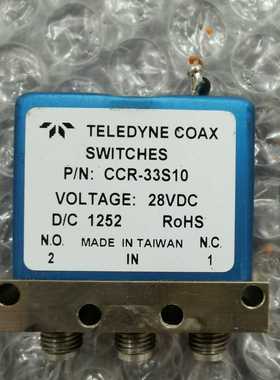 TELEDYNE COAX
SWITCHES
P/N: CCR-33S10
VOLTAGE: 28VDC
D/C 1252 RoHS
N.O. MADE IN TAIWAN N.C.
2 IN 1